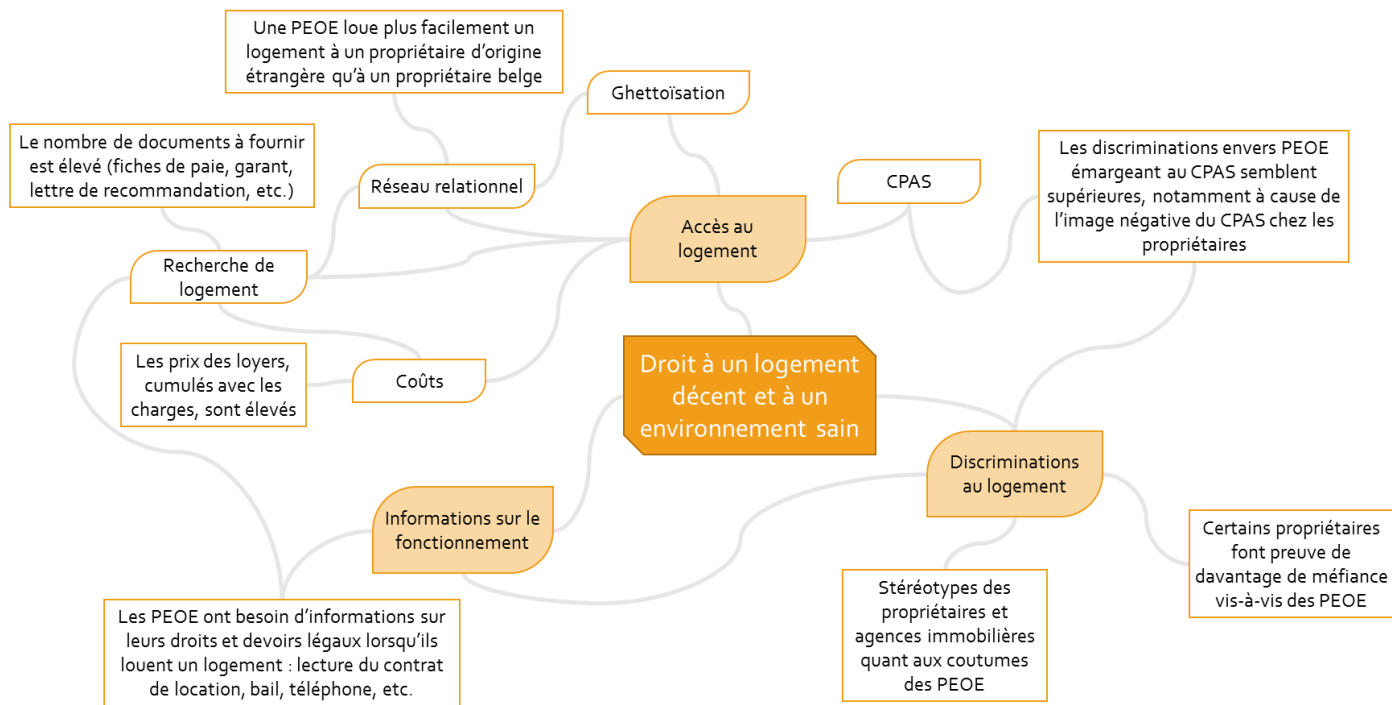 Une PEOE loue plus facilement un
logement à un propriétaire d’origine
étrangère qu’à un propriétaire belge
Ghettoïsation
Le nombre de documents à fournir
est élevé (fiches de paie, garant,
lettre de recommandation, etc.)
Réseau relationnel
CPAS
Les discriminations envers PEOE
émargeant au CPAS semblent
supérieures, notamment à cause de
l’image négative du CPAS chez les
propriétaires
Accès au
logement
Recherche de
logement
Les prix des loyers,
cumulés avec les
charges, sont élevés
Coûts
Droit à un logement
décent et à un
environnement sain
Discriminations
au logement
Informations sur le
fonctionnement
Certains propriétaires
font preuve de
davantage de méfiance
vis-à-vis des PEOE
Stéréotypes des
propriétaires et
agences immobilières
quant aux coutumes
des PEOE
Les PEOE ont besoin d’informations sur
leurs droits et devoirs légaux lorsqu’ils
louent un logement : lecture du contrat
de location, bail, téléphone, etc.